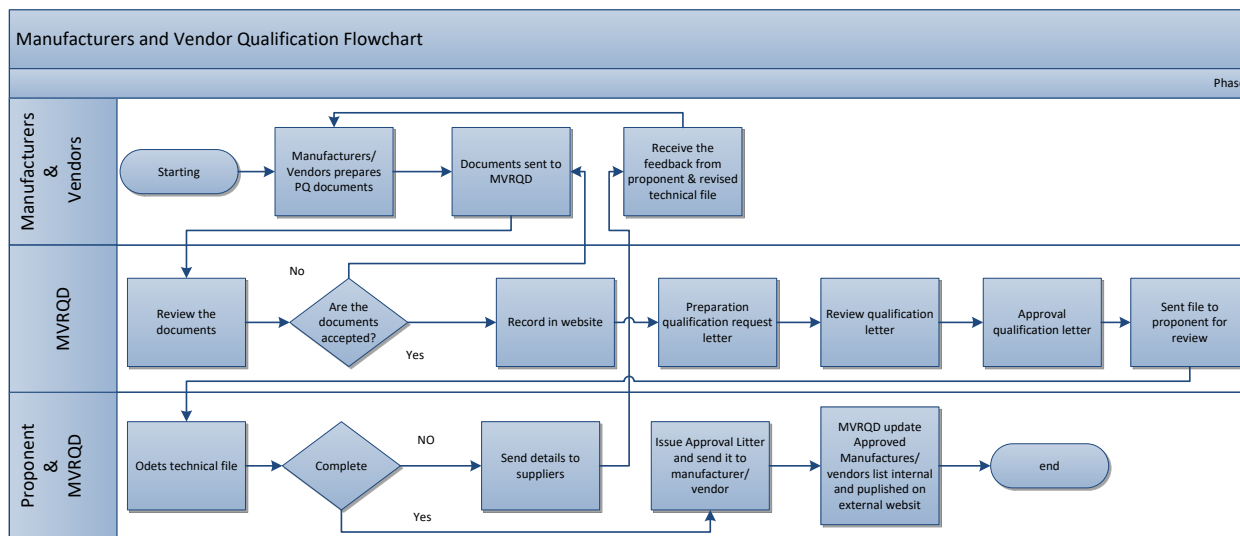 Manufacturers and Vendor Qualification Flowchart
Phase
Manufacturers
&
Vendors
Starting
Manufacturers/
Vendors prepares
PQ documents
Documents sent to
MVRQD
Receive the
feedback from
proponent & revised
technical file
MVRQD
Review the
documents
No
Are the
documents
accepted?
Yes
Record in website
Preparation
qualification request
letter
Review qualification
letter
Approval
qualification letter
Sent file to
proponent for
review
Proponent
&
MVRQD
Odets technical file
Complete
NO
Yes
Send details to
suppliers
Issue Approval Litter
and send it to
manufacturer/
vendor
MVRQD update
Approved
Manufactures/
vendors list internal
and puplished on
external websit
end